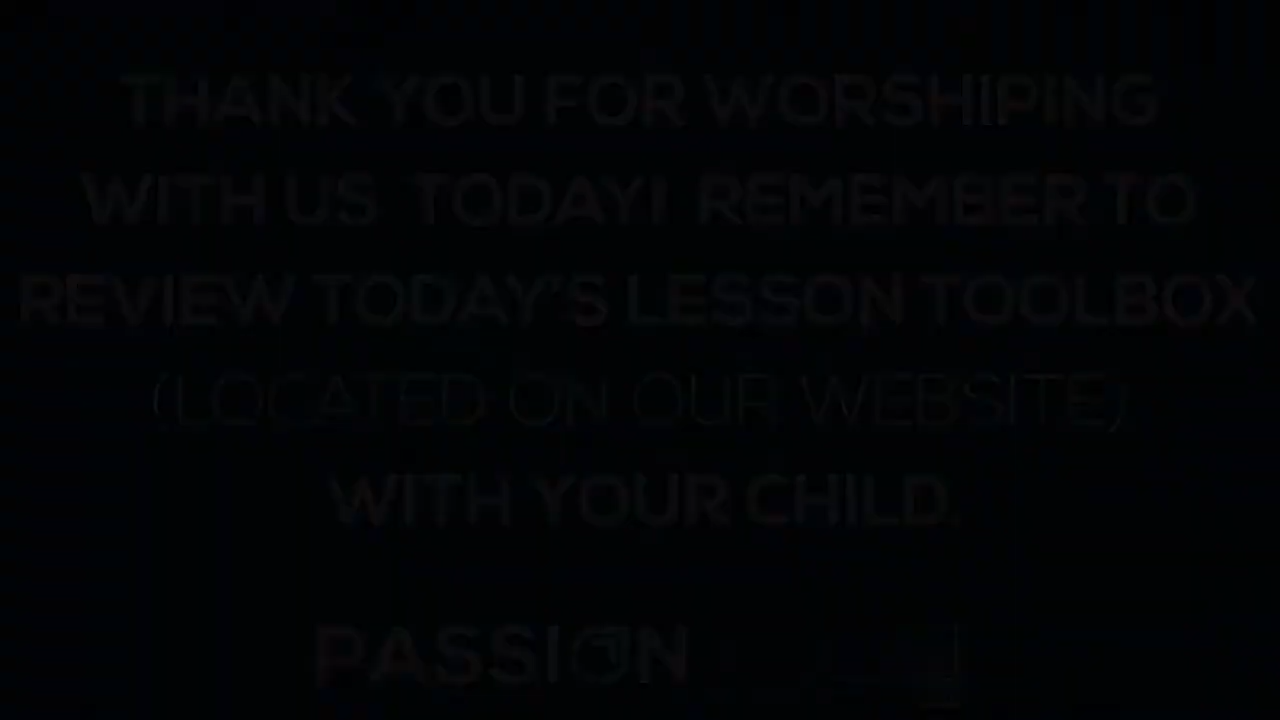 THANK YOU FOR WORSHIPING
WITH US TODAY! REMEMBER TO
REVIEW TODAY'S LESSON TOOLBOX
(LOCATED ON OUR WEBSITE)
WITH YOUR CHILD.
PASSION